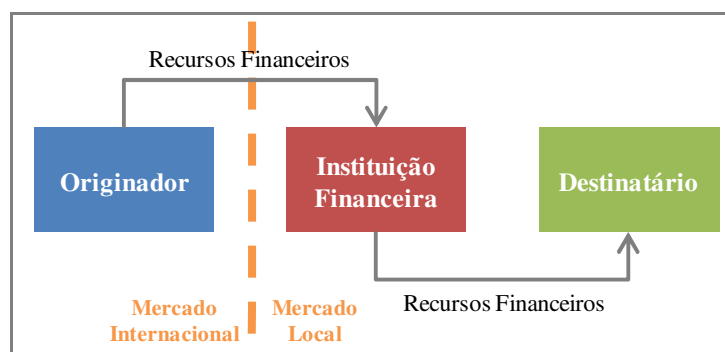 Recursos Financeiros
Originador
Instituição
Financeira
Destinatário
Recursos Financeiros
Mercado
Internacional
Mercado
Local